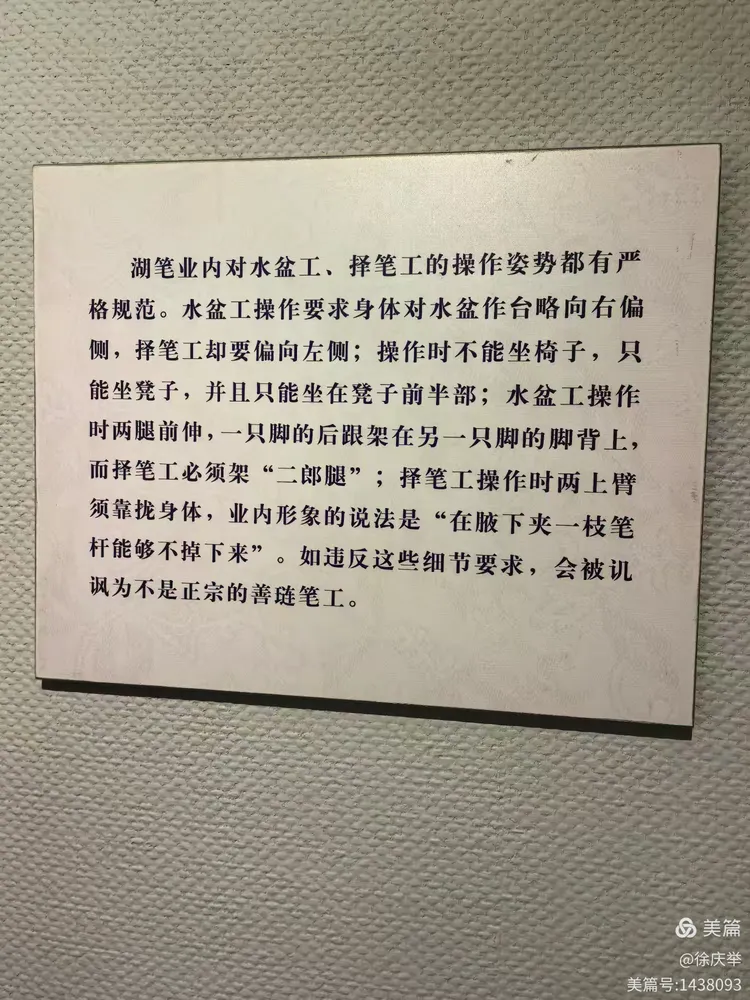 湖笔业内对水盆工、择笔工的操作姿势都有严
格规范。水盆工操作要求身体对水盆作台略向右偏
侧，择笔工却要偏向左侧；操作时不能坐椅子，只
能坐凳子，并且只能坐在凳子前半部；水盆工操作
时两腿前伸，一只脚的后跟架在另一只脚的脚背上，
而择笔工必须架“二郎腿”；择笔工操作时两上臂
须靠拢身体，业内形象的说法是“在腋下夹一枝笔
杆能够不掉下来”。如违反这些细节要求，会被讥
讽为不是正宗的善琏笔工。
美篇
@徐庆举
美篇号:1438093